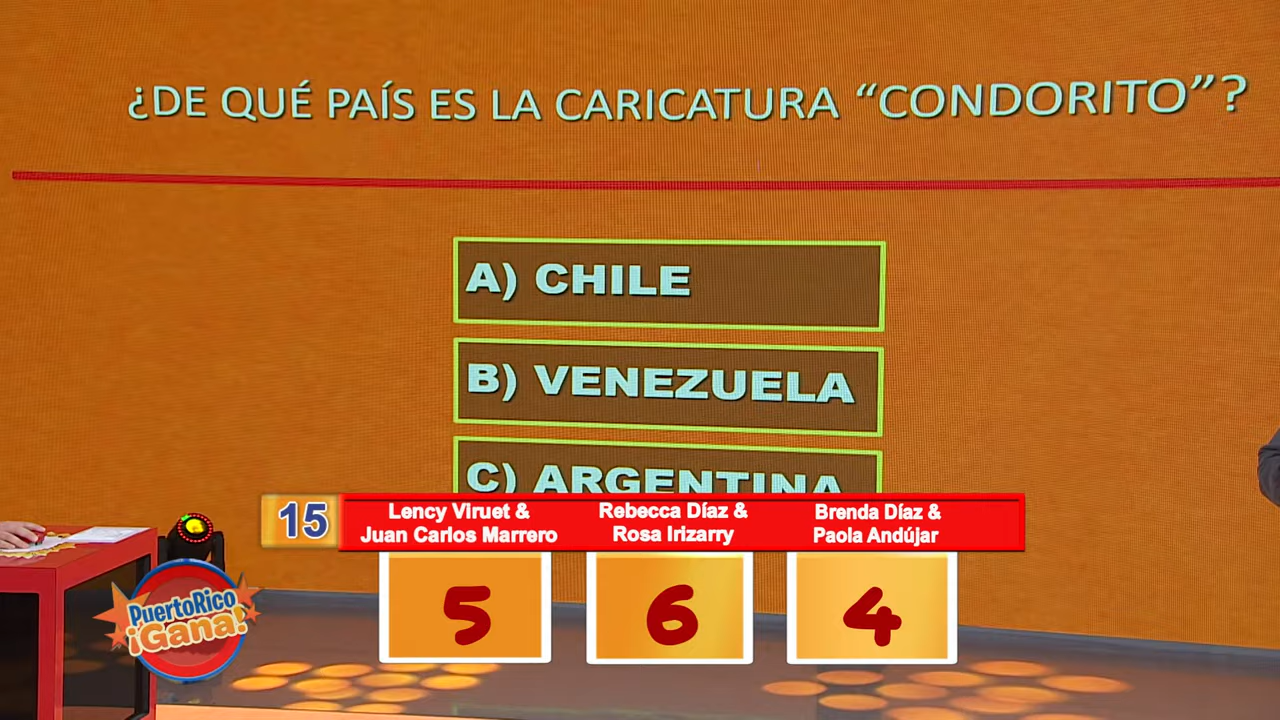 ¿DE QUÉ PAÍS ES LA CARICATURA “CONDORITO”?
A) CHILE
B) VENEZUELA
C) ARGENTINA
15
Lency Viruet &
Juan Carlos Marrero
Rebecca Díaz &
Rosa Irizarry
Brenda Díaz &
Paola Andújar
5
6
4
PuertoRico
¡Gana!